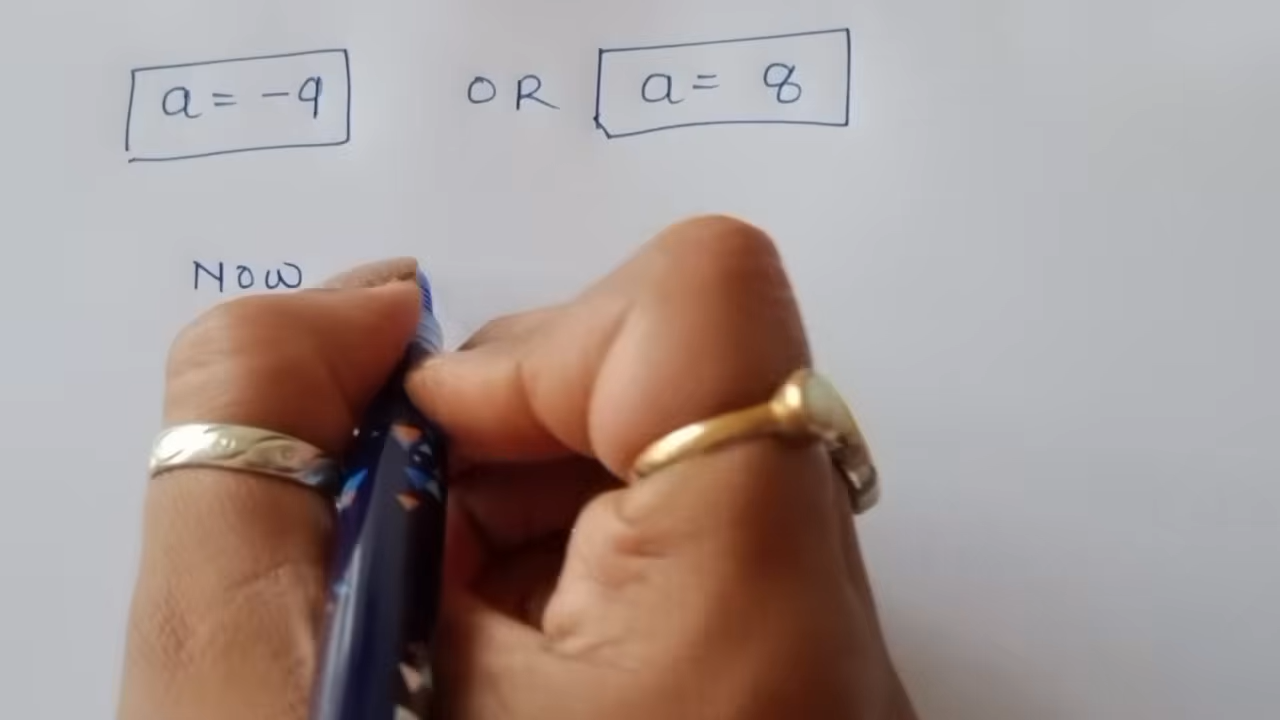 a = -9 OR a = 8
NOW